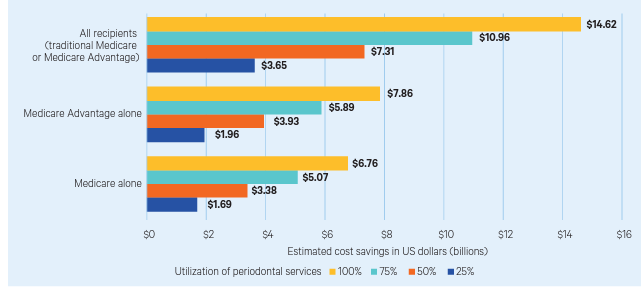 All recipients
(traditional Medicare
or Medicare Advantage)
$14.62
$10.96
$7.31
$3.65
Medicare Advantage alone
$7.86
$5.89
$3.93
$1.96
Medicare alone
$6.76
$5.07
$3.38
$1.69
$0 $2 $4 $6 $8 $10 $12 $14 $16
Estimated cost savings in US dollars (billions)
Utilization of periodontal services 100% 75% 50% 25%